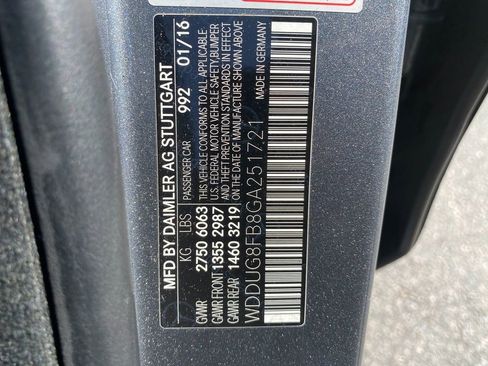 MFD BY DAIMLER AG STUTTGART
PASSENGER CAR 992 01/16
KG LBS
GVWR 2750 6063
GAWR FRONT 1355 2987
GAWR REAR 1460 3219
THIS VEHICLE CONFORMS TO ALL APPLICABLE
U.S. FEDERAL MOTOR VEHICLE SAFETY, BUMPER
AND THEFT PREVENTION STANDARDS IN EFFECT
ON THE DATE OF MANUFACTURE SHOWN ABOVE
WDDUG8FB8GA251721
MADE IN GERMANY